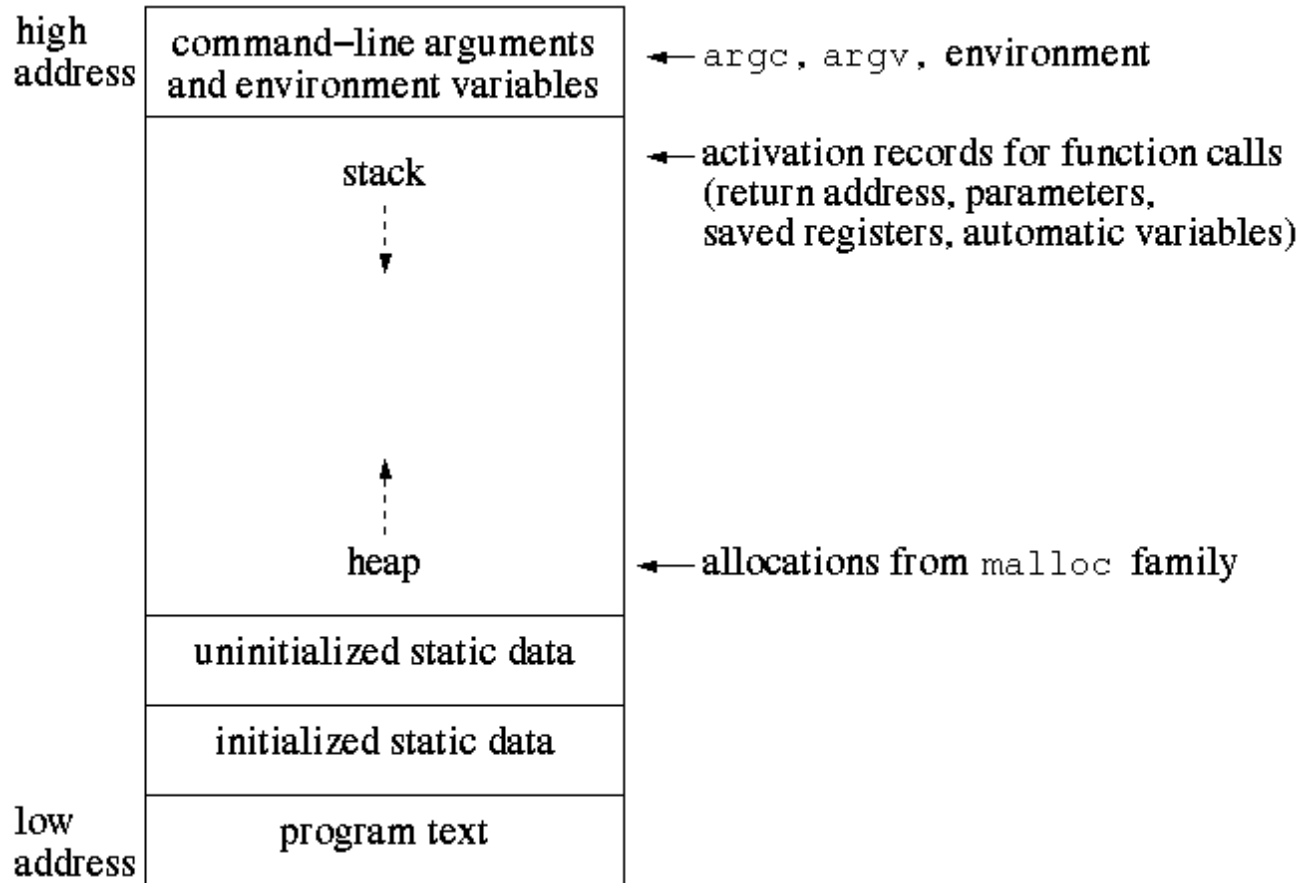 high
address
command–line arguments
and environment variables
argc, argv, environment
stack
activation records for function calls
(return address, parameters,
saved registers, automatic variables)
heap
allocations from malloc family
uninitialized static data
initialized static data
low
address
program text